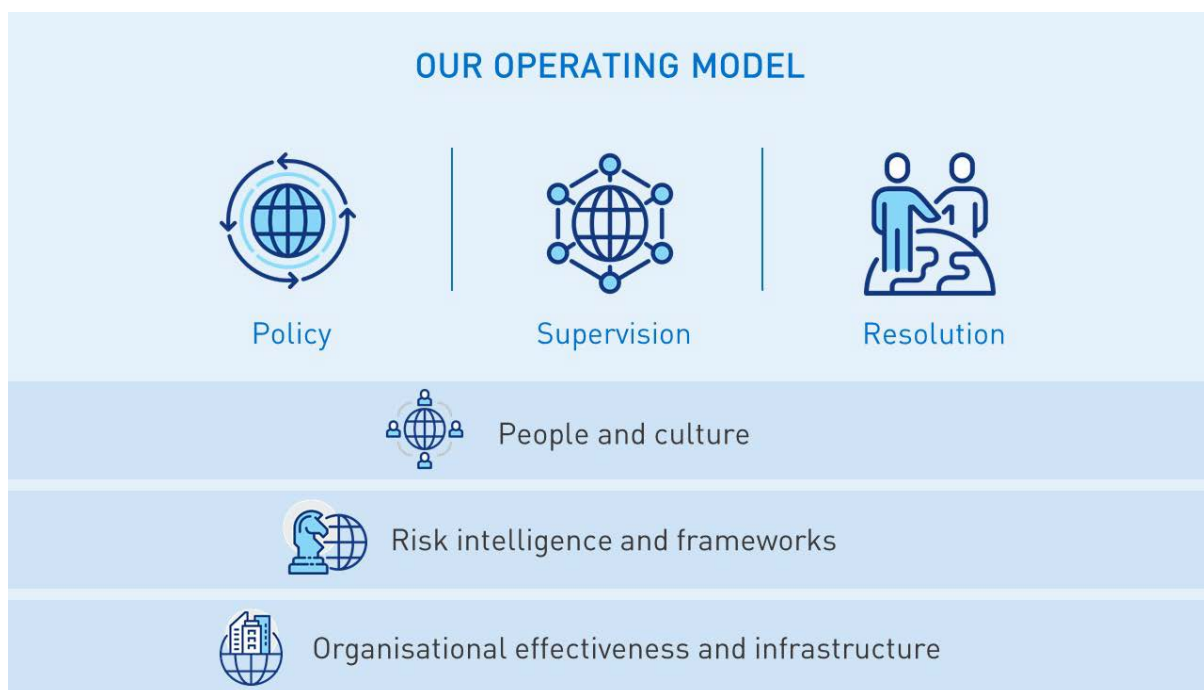 OUR OPERATING MODEL
Policy
Supervision
Resolution
People and culture
Risk intelligence and frameworks
Organisational effectiveness and infrastructure